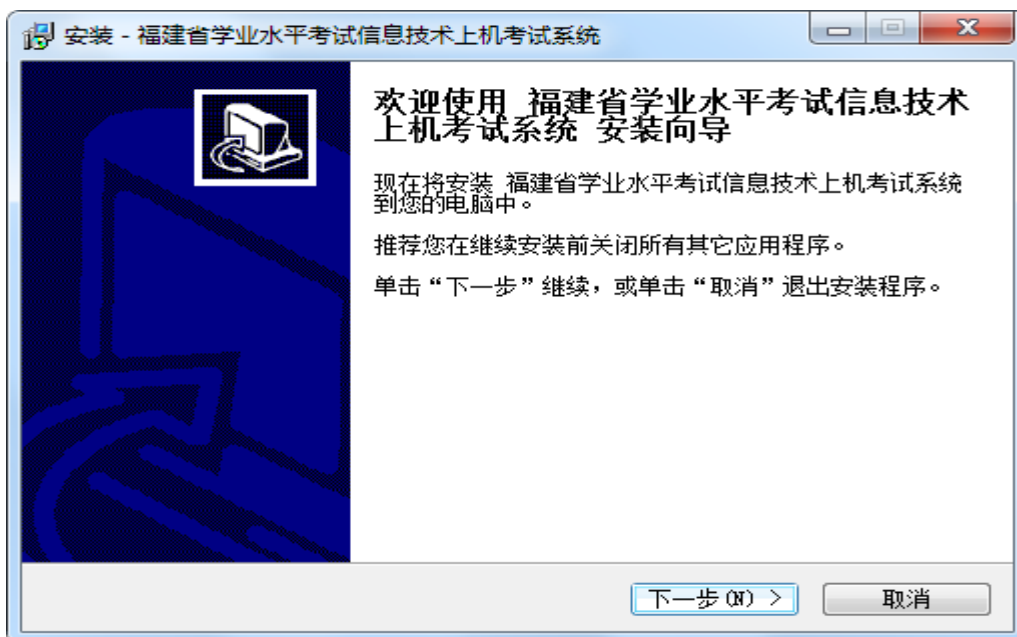 安装 - 福建省学业水平考试信息技术上机考试系统
欢迎使用 福建省学业水平考试信息技术
上机考试系统 安装向导
现在将安装 福建省学业水平考试信息技术上机考试系统
到您的电脑中。
推荐您在继续安装前关闭所有其它应用程序。
单击“下一步”继续，或单击“取消”退出安装程序。
下一步(N) >
取消